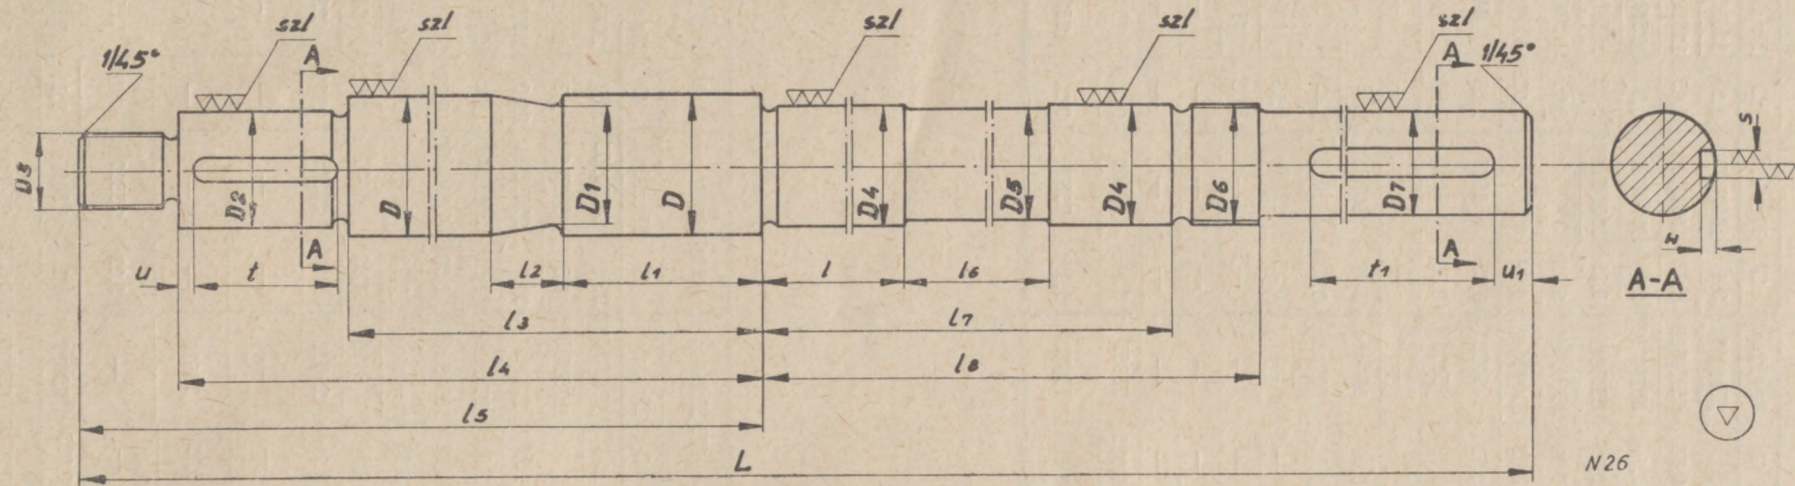 szl szl szl szl szl
1/45° A A 1/45°
D3 D2 D D1 D D4 D5 D4 D6 D7 s
A A w
u t l2 l1 l l6 t1 u1 A-A
l3 l7
l4 l8
l5
L N26